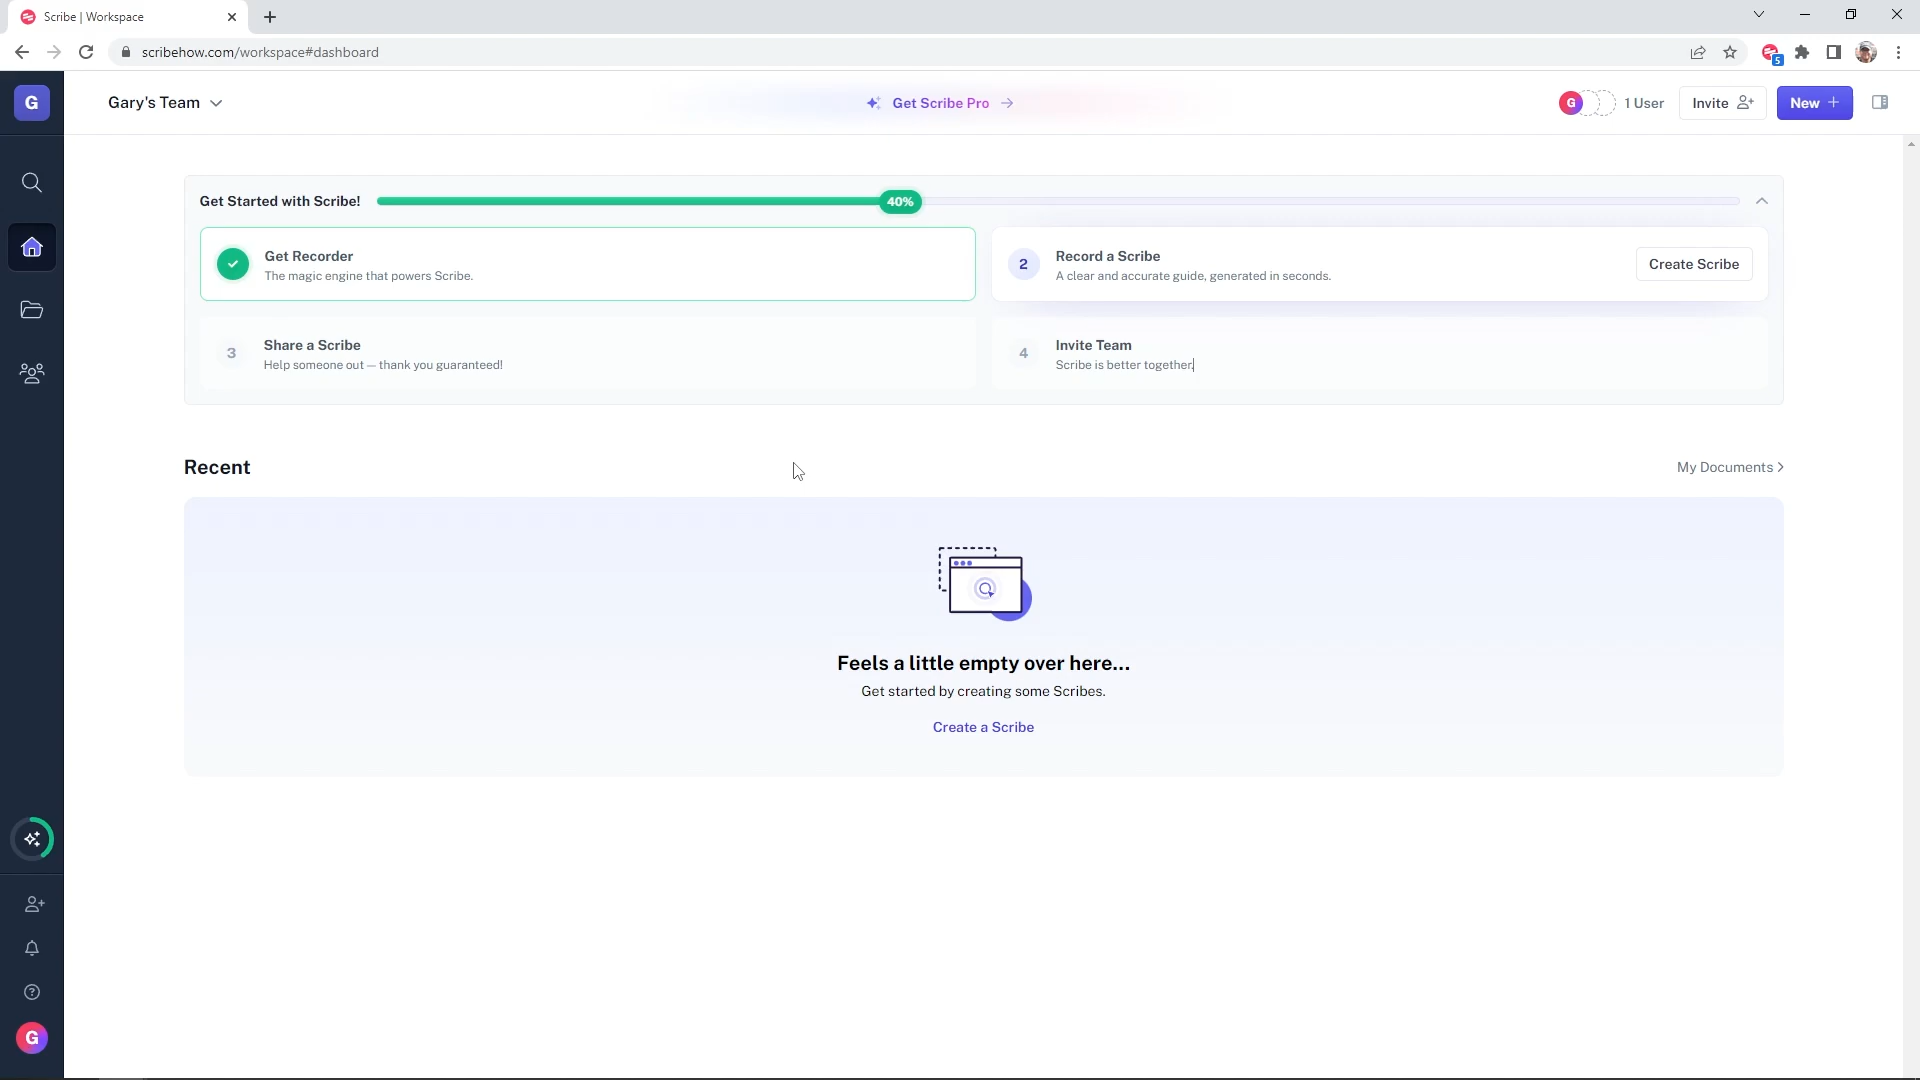 Scribe | Workspace
scribehow.com/workspace#dashboard
5
G
Gary's Team
Get Scribe Pro
G
1 User
Invite
New
Get Started with Scribe!
40%
Get Recorder
The magic engine that powers Scribe.
2
Record a Scribe
A clear and accurate guide, generated in seconds.
Create Scribe
3
Share a Scribe
Help someone out — thank you guaranteed!
4
Invite Team
Scribe is better together.
Recent
My Documents
Feels a little empty over here...
Get started by creating some Scribes.
Create a Scribe
G